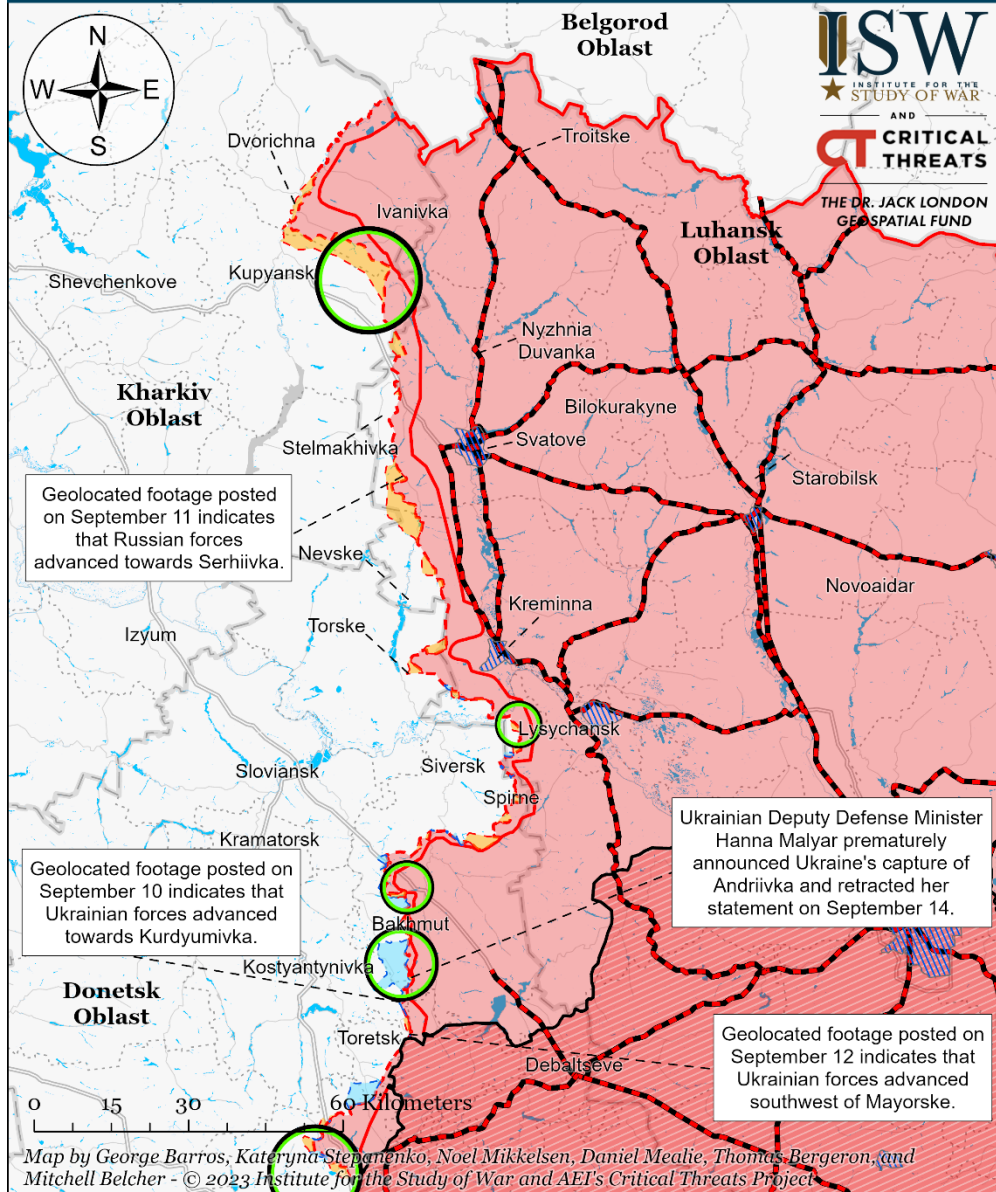 N
W
E
S
Belgorod
Oblast
ISW
INSTITUTE FOR THE
STUDY OF WAR
AND
CT CRITICAL
THREATS
THE DR. JACK LONDON
GEOSPATIAL FUND
Dvorichna
Troitske
Ivanivka
Luhansk
Oblast
Shevchenkove
Kupyansk
Nyzhnia
Duvanka
Kharkiv
Oblast
Bilokurakyne
Stelmakhivka
Svatove
Starobilsk
Geolocated footage posted
on September 11 indicates
that Russian forces
advanced towards Serhiivka.
Nevske
Novoaidar
Kreminna
Torske
Izyum
Lysychansk
Siversk
Sloviansk
Spirne
Kramatorsk
Ukrainian Deputy Defense Minister
Hanna Malyar prematurely
announced Ukraine's capture of
Andriivka and retracted her
statement on September 14.
Geolocated footage posted on
September 10 indicates that
Ukrainian forces advanced
towards Kurdyumivka.
Bakhmut
Kostyantynivka
Donetsk
Oblast
Toretsk
Debaltseve
Geolocated footage posted on
September 12 indicates that
Ukrainian forces advanced
southwest of Mayorske.
0 15 30 60 Kilometers
Map by George Barros, Kateryna Stepanenko, Noel Mikkelsen, Daniel Mealie, Thomas Bergeron, and
Mitchell Belcher - © 2023 Institute for the Study of War and AEI's Critical Threats Project